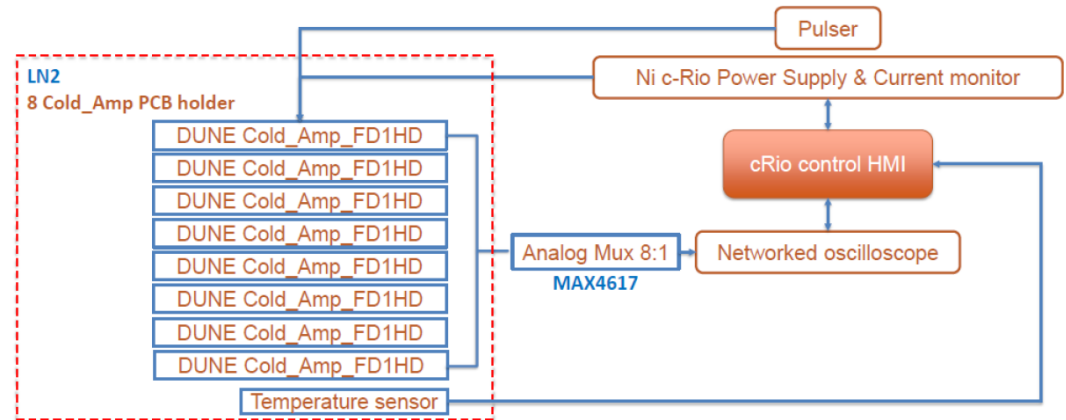 Pulser
Ni c-Rio Power Supply & Current monitor
LN2
8 Cold_Amp PCB holder
DUNE Cold_Amp_FD1HD
DUNE Cold_Amp_FD1HD
DUNE Cold_Amp_FD1HD
DUNE Cold_Amp_FD1HD
DUNE Cold_Amp_FD1HD
DUNE Cold_Amp_FD1HD
DUNE Cold_Amp_FD1HD
DUNE Cold_Amp_FD1HD
Temperature sensor
cRio control HMI
Analog Mux 8:1
MAX4617
Networked oscilloscope